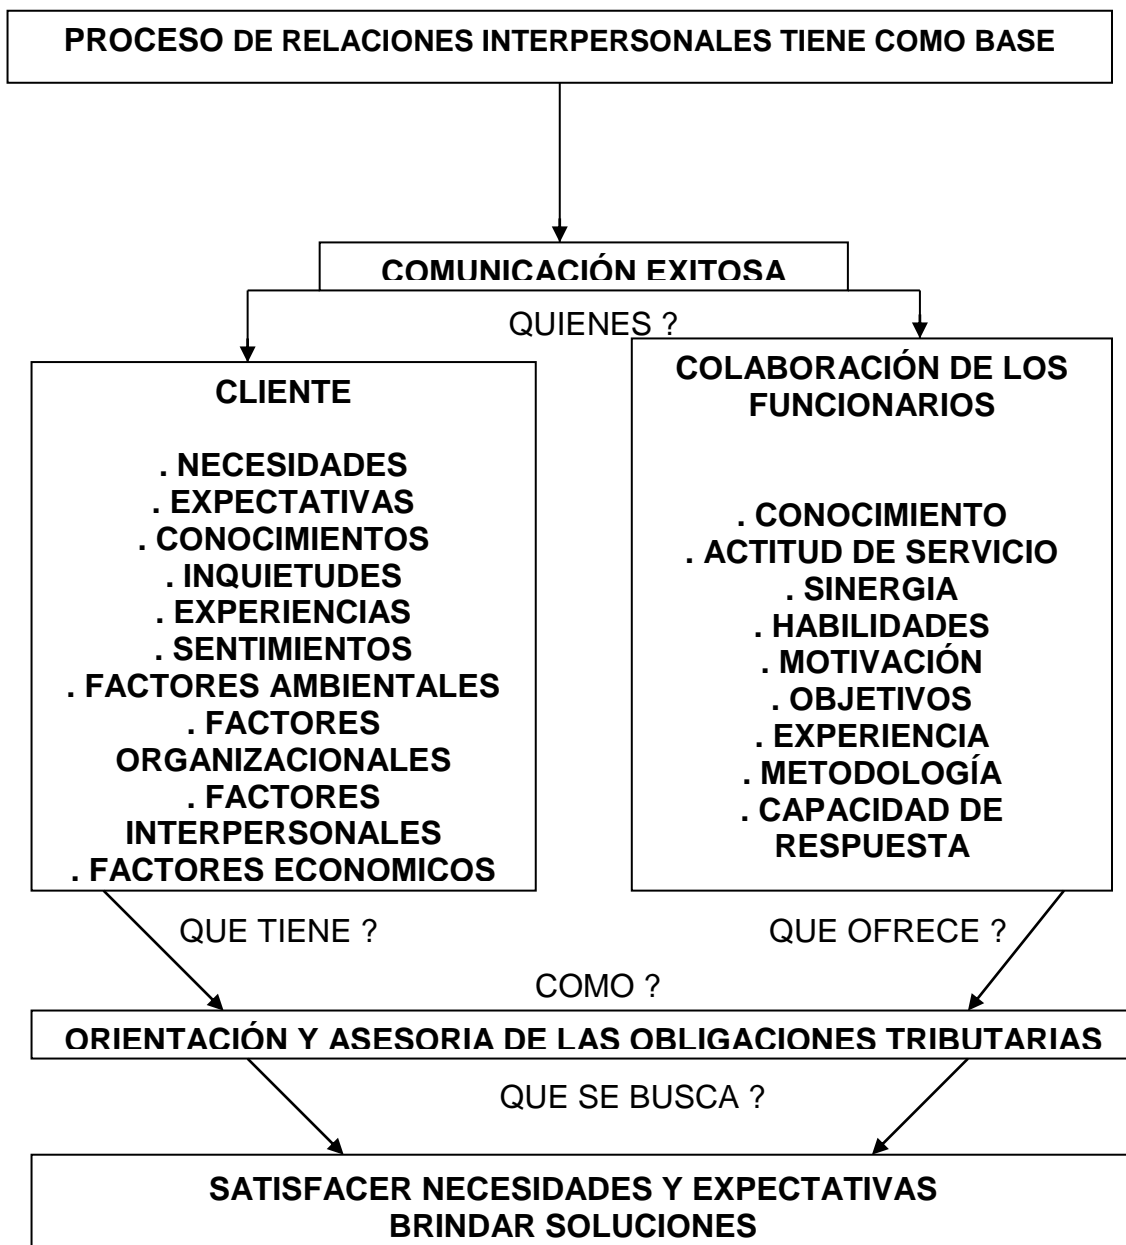 PROCESO DE RELACIONES INTERPERSONALES TIENE COMO BASE
COMUNICACIÓN EXITOSA
QUIENES ?
CLIENTE
. NECESIDADES
. EXPECTATIVAS
. CONOCIMIENTOS
. INQUIETUDES
. EXPERIENCIAS
. SENTIMIENTOS
. FACTORES AMBIENTALES
. FACTORES
ORGANIZACIONALES
. FACTORES
INTERPERSONALES
. FACTORES ECONOMICOS
COLABORACIÓN DE LOS
FUNCIONARIOS
. CONOCIMIENTO
. ACTITUD DE SERVICIO
. SINERGIA
. HABILIDADES
. MOTIVACIÓN
. OBJETIVOS
. EXPERIENCIA
. METODOLOGÍA
. CAPACIDAD DE
RESPUESTA
QUE TIENE ?
QUE OFRECE ?
COMO ?
ORIENTACIÓN Y ASESORIA DE LAS OBLIGACIONES TRIBUTARIAS
QUE SE BUSCA ?
SATISFACER NECESIDADES Y EXPECTATIVAS
BRINDAR SOLUCIONES